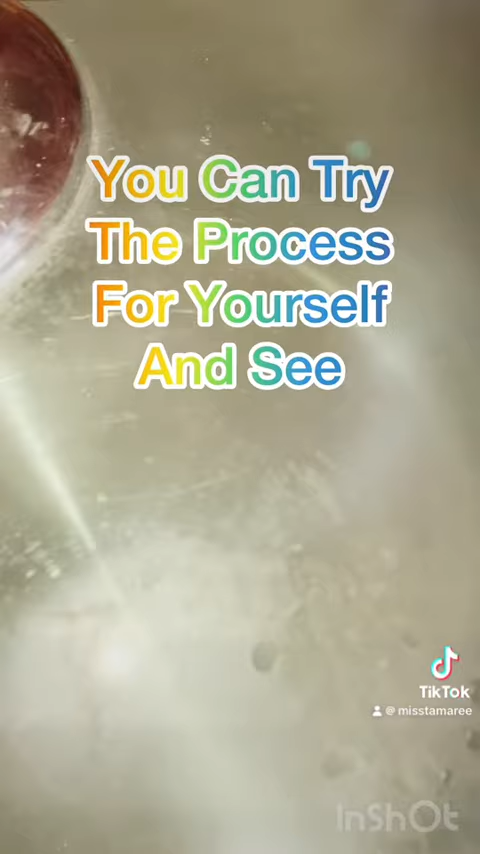 You Can Try
The Process
For Yourself
And See
TikTok
@ misstamaree
InShOt